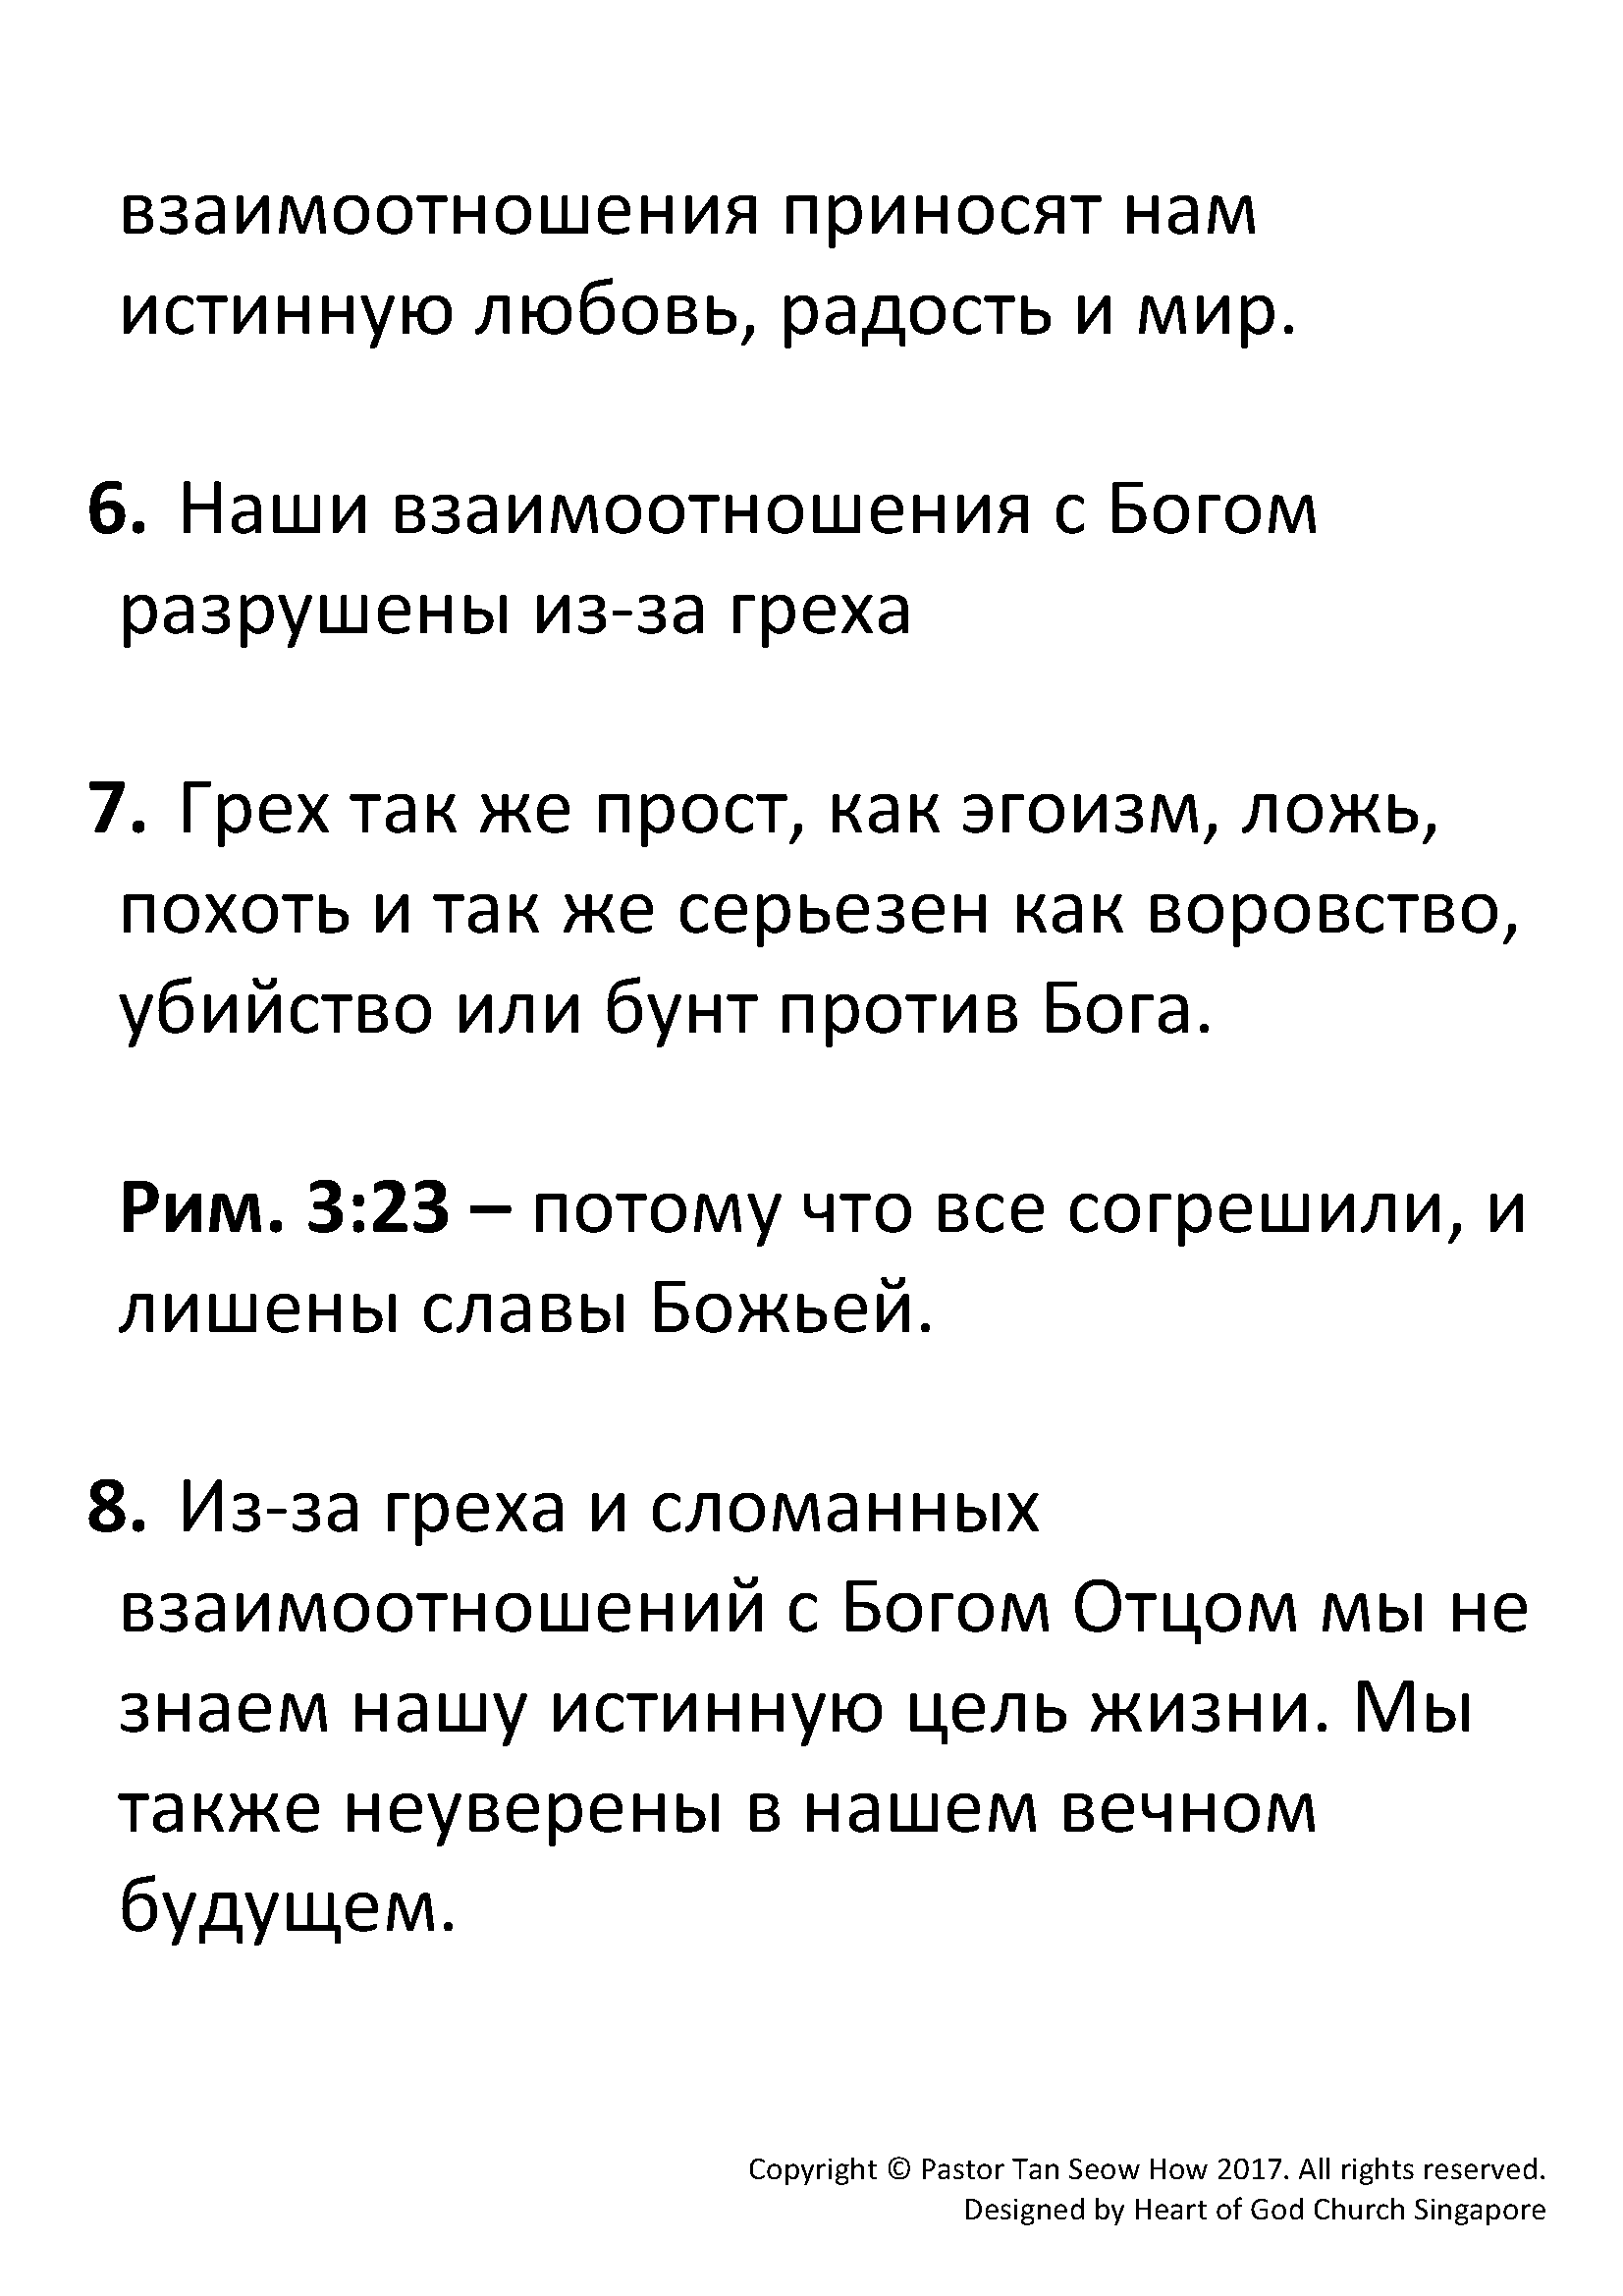 взаимоотношения приносят нам
истинную любовь, радость и мир.
6. Наши взаимоотношения с Богом
разрушены из-за греха
7. Грех так же прост, как эгоизм, ложь,
похоть и так же серьезен как воровство,
убийство или бунт против Бога.
Рим. 3:23 – потому что все согрешили, и
лишены славы Божьей.
8. Из-за греха и сломанных
взаимоотношений с Богом Отцом мы не
знаем нашу истинную цель жизни. Мы
также неуверены в нашем вечном
будущем.
Copyright © Pastor Tan Seow How 2017. All rights reserved.
Designed by Heart of God Church Singapore